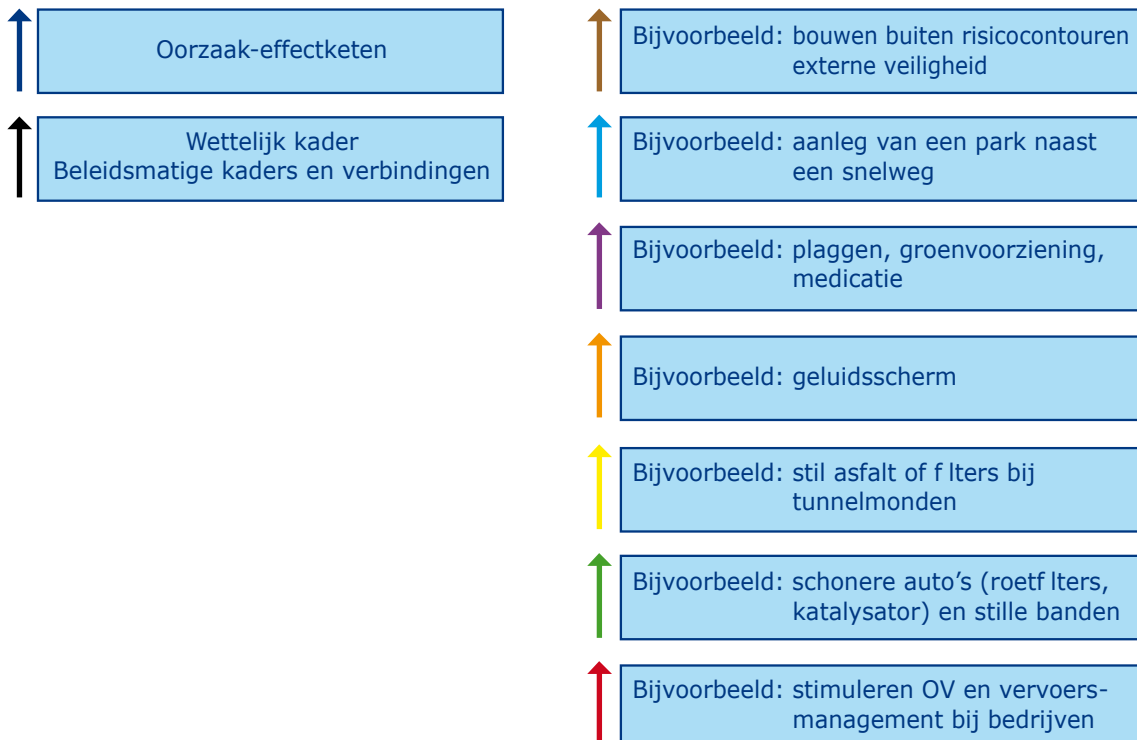 Oorzaak-effectketen
Wettelijk kader
Beleidsmatige kaders en verbindingen
Bijvoorbeeld: bouwen buiten risicocontouren
externe veiligheid
Bijvoorbeeld: aanleg van een park naast
een snelweg
Bijvoorbeeld: plaggen, groenvoorziening,
medicatie
Bijvoorbeeld: geluidsscherm
Bijvoorbeeld: stil asfalt of f lters bij
tunnelmonden
Bijvoorbeeld: schonere auto's (roetf lters,
katalysator) en stille banden
Bijvoorbeeld: stimuleren OV en vervoers-
management bij bedrijven